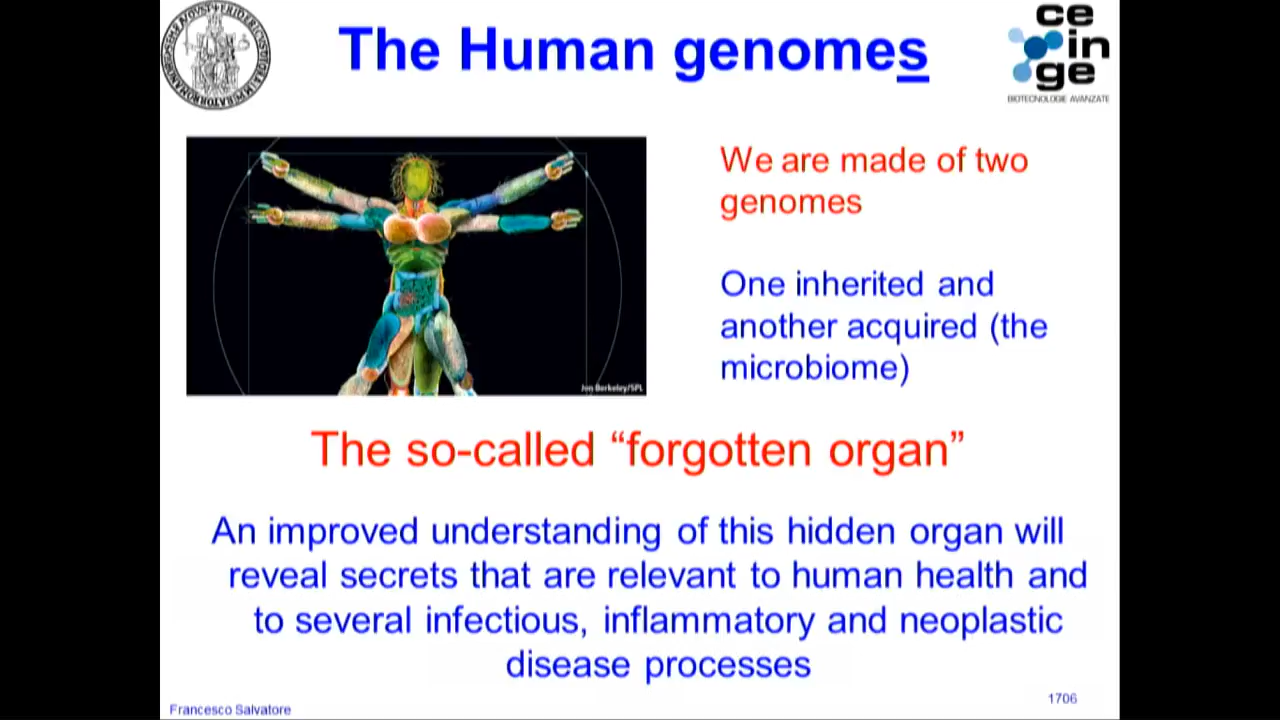 The Human genomes
ce
in
ge
BIOTECNOLOGIE AVANZATE
We are made of two
genomes
One inherited and
another acquired (the
microbiome)
Jon Berkeley/SPL
The so-called “forgotten organ”
An improved understanding of this hidden organ will
reveal secrets that are relevant to human health and
to several infectious, inflammatory and neoplastic
disease processes
Francesco Salvatore
1706